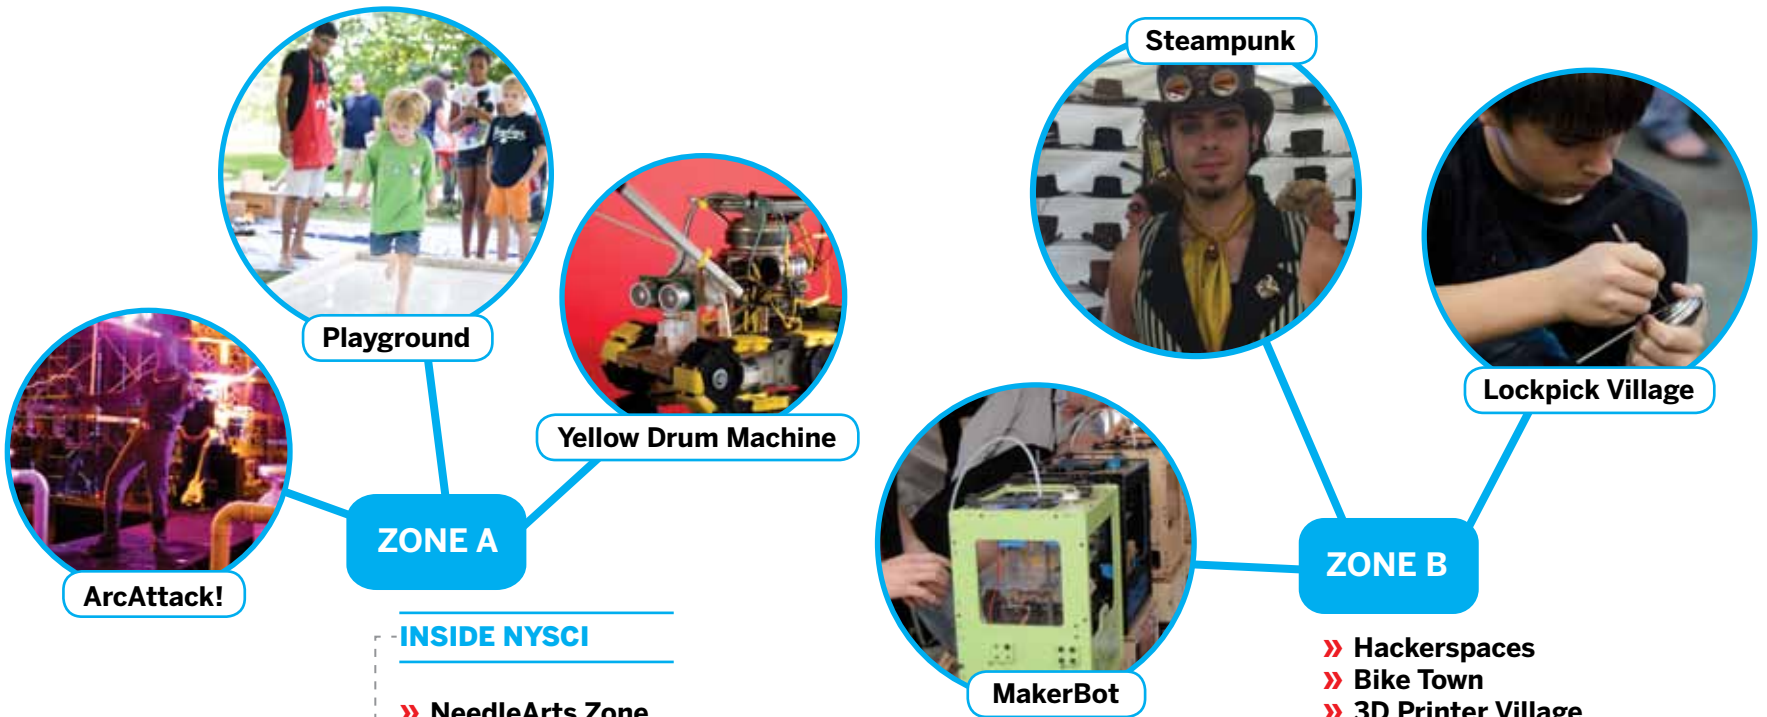 Playground
Yellow Drum Machine
ArcAttack!
ZONE A
INSIDE NYSCI
» NeedleArts Zone
Steampunk
Lockpick Village
MakerBot
ZONE B
» Hackerspaces
» Bike Town
» 3D Printer Village